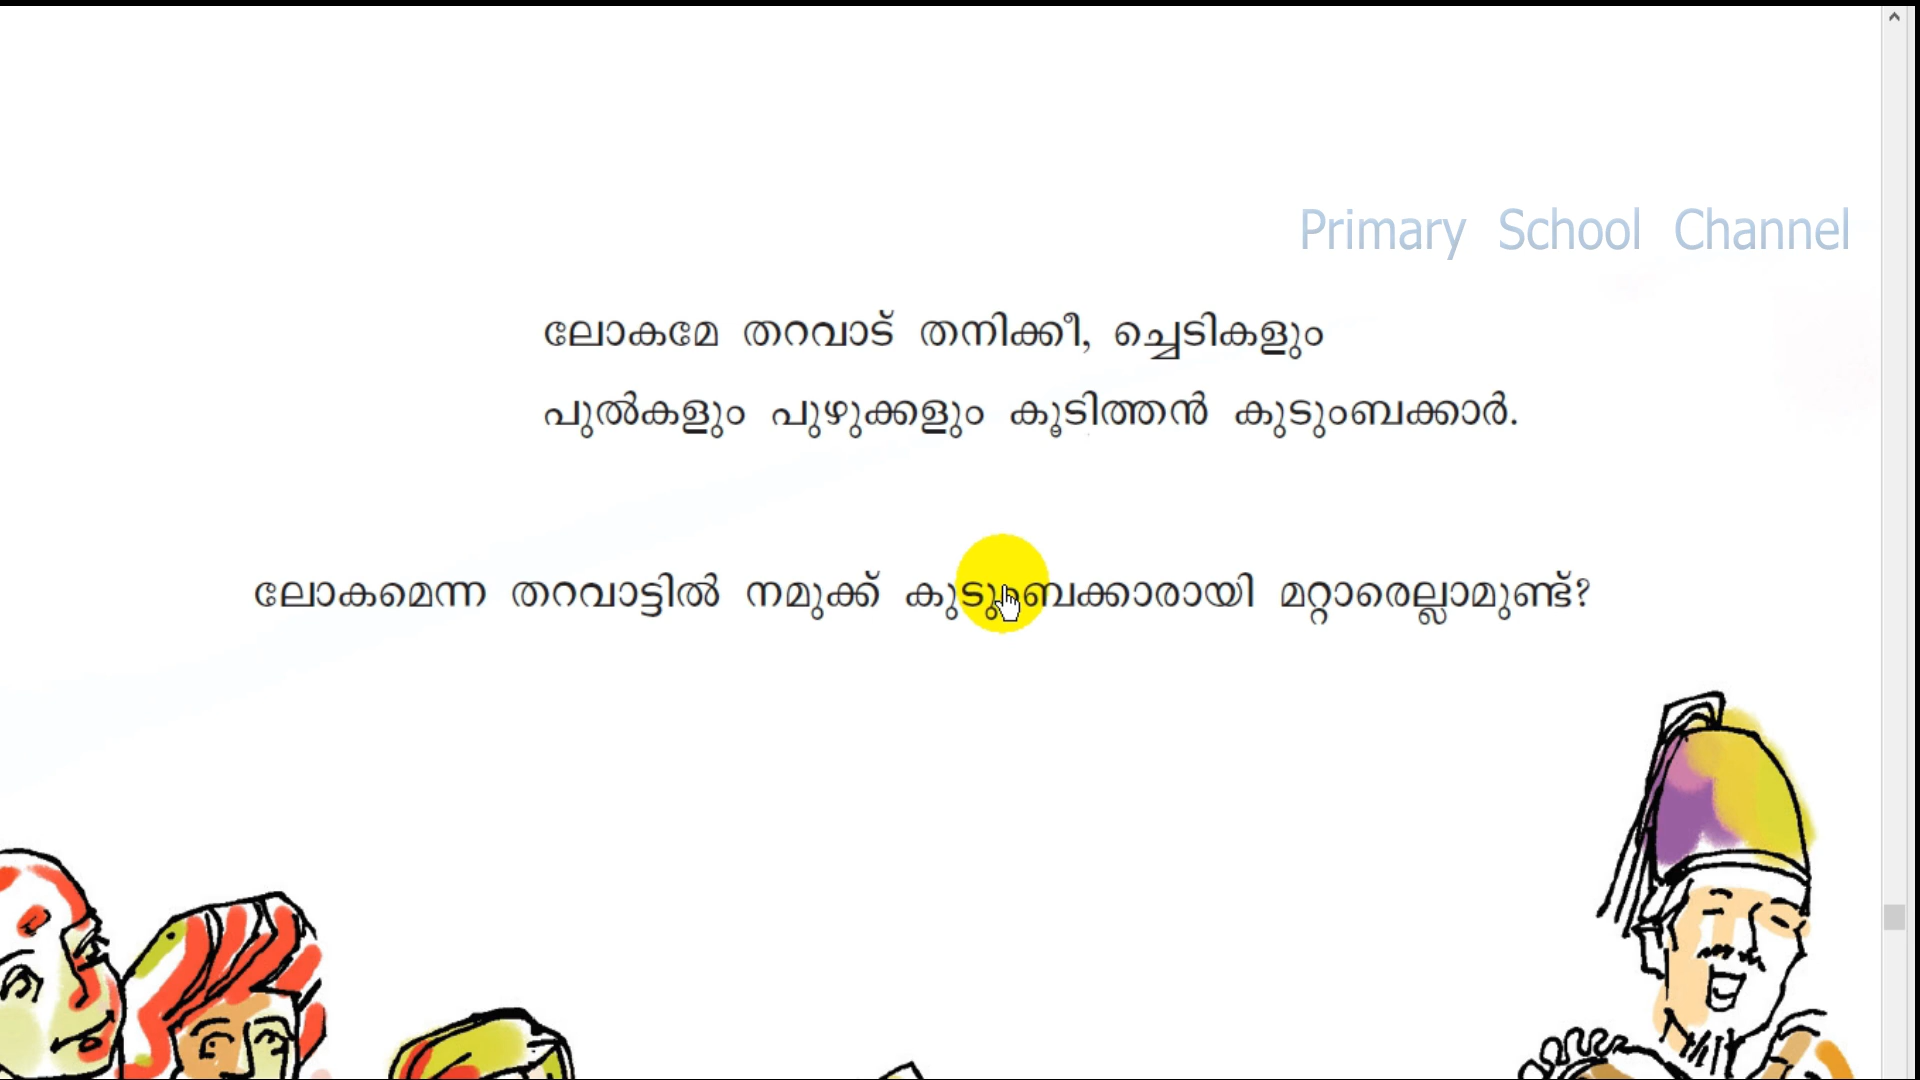 Primary School Channel
ലോകമേ തറവാട് തനിക്കീ, ച്ചെടികളും
പുൽകളും പുഴുക്കളും കൂടിത്തൻ കുടുംബക്കാർ.
ലോകമെന്ന തറവാട്ടിൽ നമുക്ക് കുടുംബക്കാരായി മറ്റാരെല്ലാമുണ്ട്?